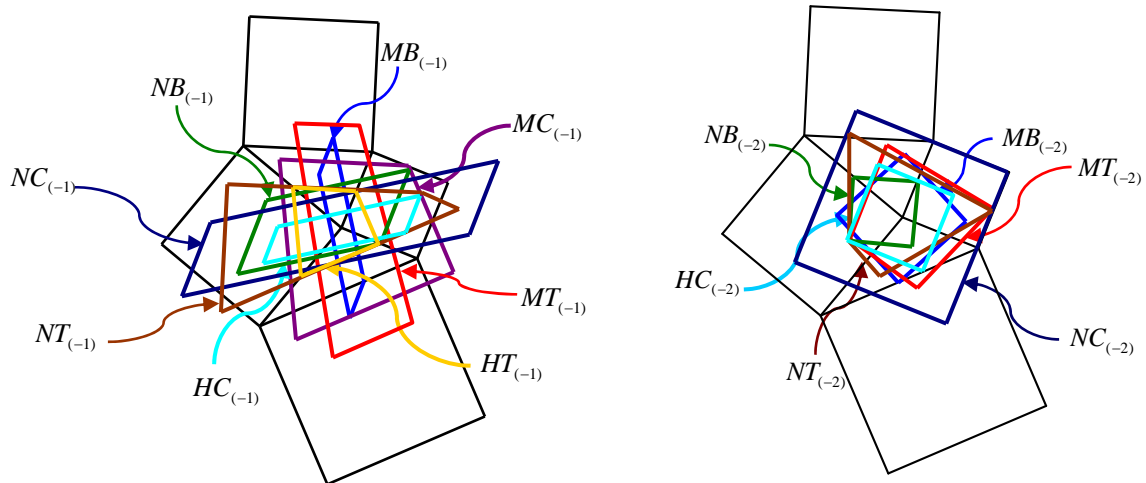 MB₍₋₁₎
NB₍₋₁₎
MC₍₋₁₎
NC₍₋₁₎
MT₍₋₁₎
NT₍₋₁₎
HT₍₋₁₎
HC₍₋₁₎
NB₍₋₂₎
MB₍₋₂₎
MT₍₋₂₎
HC₍₋₂₎
NC₍₋₂₎
NT₍₋₂₎